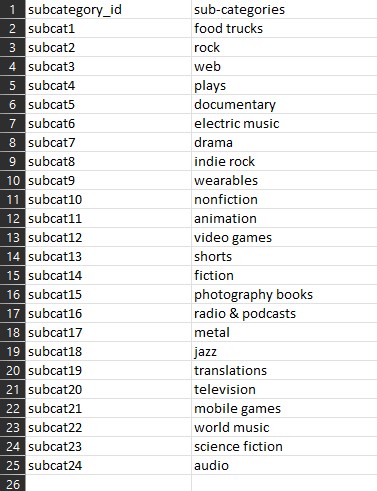 1 subcategory_id sub-categories
2 subcat1 food trucks
3 subcat2 rock
4 subcat3 web
5 subcat4 plays
6 subcat5 documentary
7 subcat6 electric music
8 subcat7 drama
9 subcat8 indie rock
10 subcat9 wearables
11 subcat10 nonfiction
12 subcat11 animation
13 subcat12 video games
14 subcat13 shorts
15 subcat14 fiction
16 subcat15 photography books
17 subcat16 radio & podcasts
18 subcat17 metal
19 subcat18 jazz
20 subcat19 translations
21 subcat20 television
22 subcat21 mobile games
23 subcat22 world music
24 subcat23 science fiction
25 subcat24 audio
26